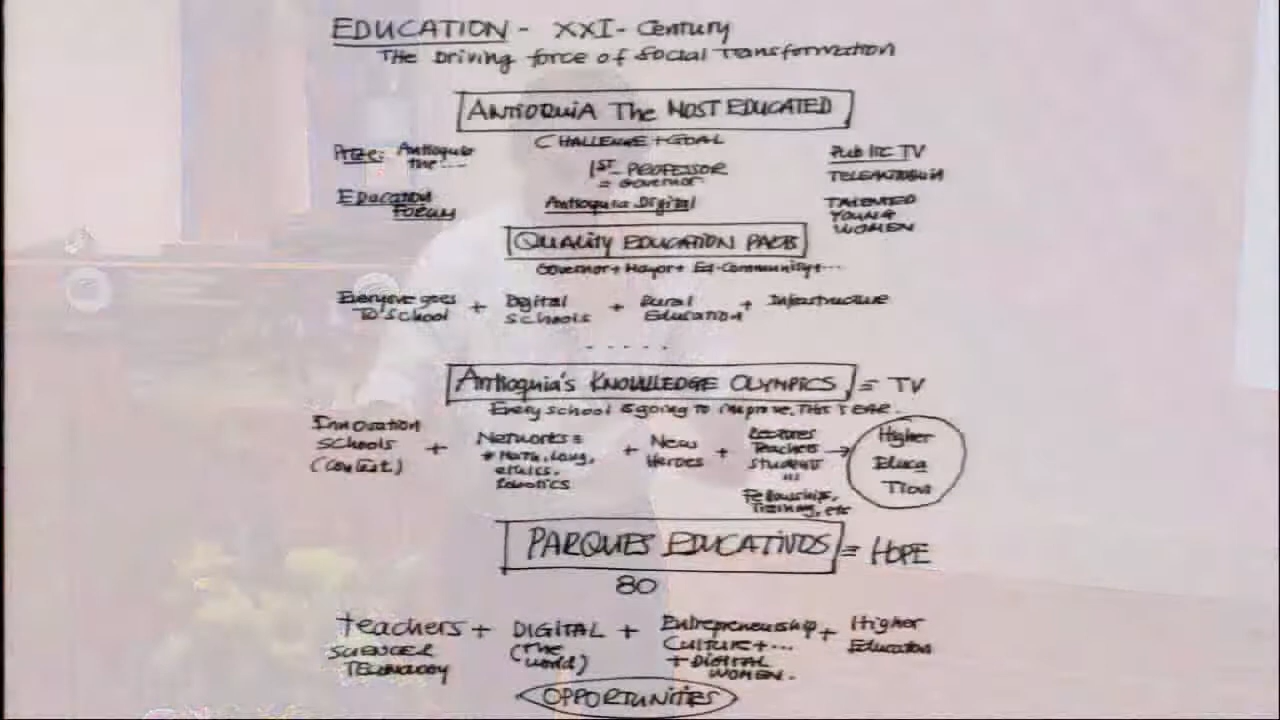 EDUCATION - XXI - Century
The Driving force of Social Transformation
ANTIOQUIA The MOST EDUCATED
CHALLENGE + GOAL
Prize: Antioquia
the ....
1ST PROFESSOR
= Governor
Public TV
TELEANTIOQUIA
Education
Forum
Antioquia Digital
TALENTED
YOUNG
WOMEN
QUALITY EDUCATION PACTS
Governor + Mayor + Ed-Community + ...
Everyone goes
To School
+ Digital
Schools
+ Rural
Education
+ Infrastructure
......
Antioquia's KNOWLEDGE OLYMPICS = TV
Every school is going to improve. This year.
Innovation
Schools
(Contest)
+ Networks =
* Math, Lang,
ethics,
Robotics
+ New
Heroes
+ Lectures
Teachers
Students
=
Fellowships,
Training, etc
→ Higher
Educa
Tion
PARQUES EDUCATIVOS = HOPE
80
Teachers
SCIENCE &
TECHNOLOGY
+ DIGITAL
(The
World)
+ Entrepreneurship
CULTURE + ...
+ DIGITAL
WOMEN.
+ Higher
Education
OPPORTUNITIES